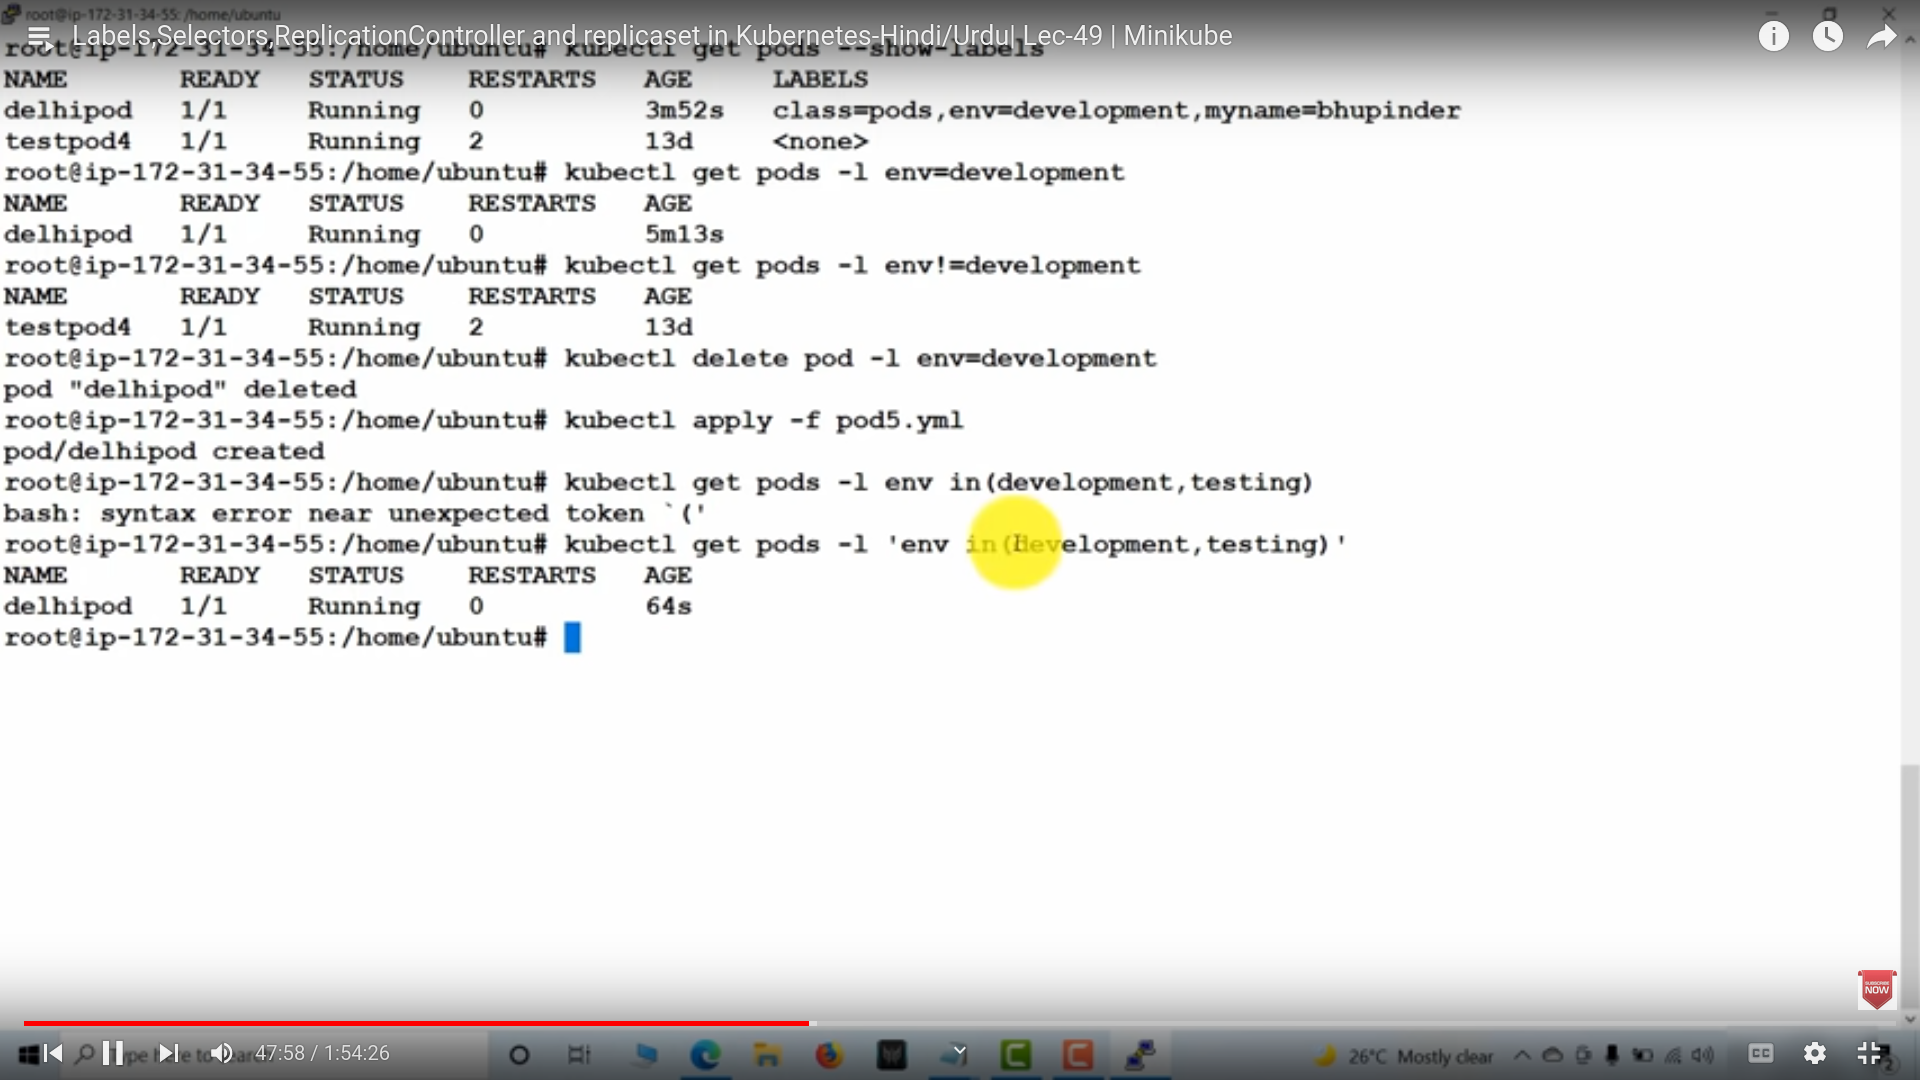 root@ip-172-31-34-55: /home/ubuntu
Labels,Selectors,ReplicationController and replicaset in Kubernetes-Hindi/Urdu| Lec-49 | Minikube
root@ip-172-31-34-55:/home/ubuntu# kubectl get pods --show-labels
NAME READY STATUS RESTARTS AGE LABELS
delhipod 1/1 Running 0 3m52s class=pods,env=development,myname=bhupinder
testpod4 1/1 Running 2 13d <none>
root@ip-172-31-34-55:/home/ubuntu# kubectl get pods -l env=development
NAME READY STATUS RESTARTS AGE
delhipod 1/1 Running 0 5m13s
root@ip-172-31-34-55:/home/ubuntu# kubectl get pods -l env!=development
NAME READY STATUS RESTARTS AGE
testpod4 1/1 Running 2 13d
root@ip-172-31-34-55:/home/ubuntu# kubectl delete pod -l env=development
pod "delhipod" deleted
root@ip-172-31-34-55:/home/ubuntu# kubectl apply -f pod5.yml
pod/delhipod created
root@ip-172-31-34-55:/home/ubuntu# kubectl get pods -l env in(development,testing)
bash: syntax error near unexpected token `('
root@ip-172-31-34-55:/home/ubuntu# kubectl get pods -l 'env in(development,testing)'
NAME READY STATUS RESTARTS AGE
delhipod 1/1 Running 0 64s
root@ip-172-31-34-55:/home/ubuntu#
SUBSCRIBE
NOW
Type here to search
47:58 / 1:54:26
26°C Mostly clear
CC
2